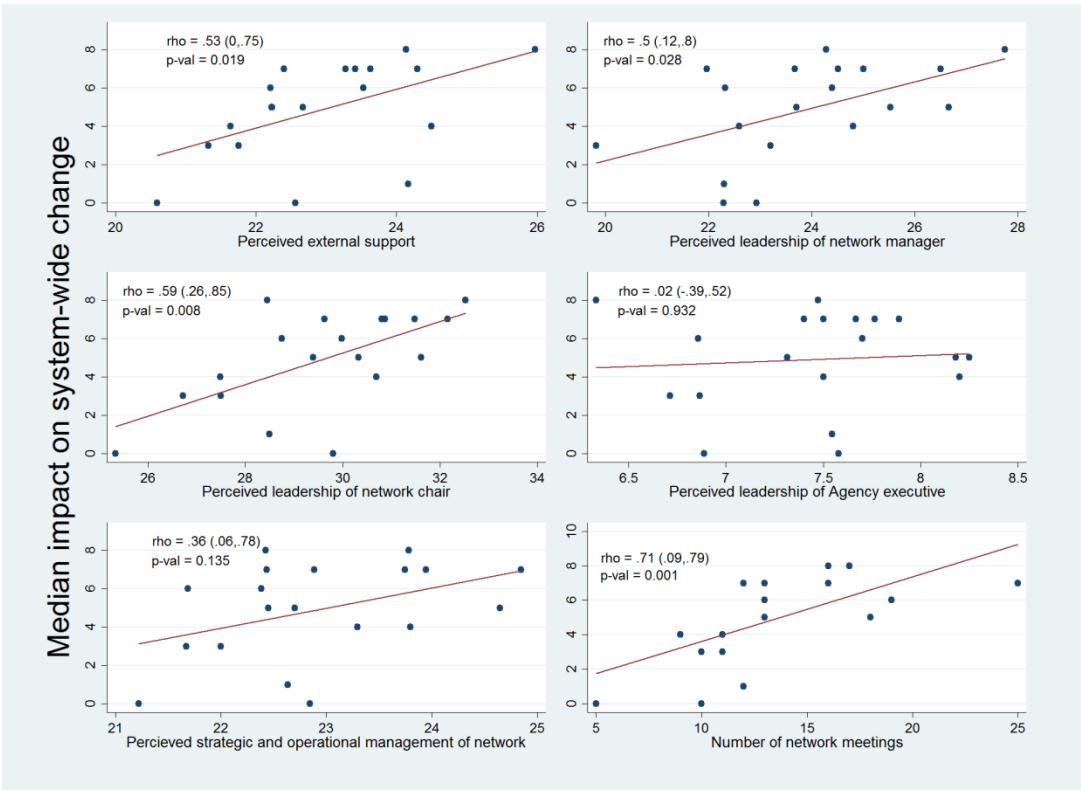 Median impact on system-wide change
rho = .53 (0,.75)
p-val = 0.019
8
6
4
2
0
20 22 24 26
Perceived external support
rho = .5 (.12,.8)
p-val = 0.028
8
6
4
2
0
20 22 24 26 28
Perceived leadership of network manager
rho = .59 (.26,.85)
p-val = 0.008
8
6
4
2
0
26 28 30 32 34
Perceived leadership of network chair
rho = .02 (-.39,.52)
p-val = 0.932
8
6
4
2
0
6.5 7 7.5 8 8.5
Perceived leadership of Agency executive
rho = .36 (.06,.78)
p-val = 0.135
8
6
4
2
0
21 22 23 24 25
Percieved strategic and operational management of network
rho = .71 (.09,.79)
p-val = 0.001
10
8
6
4
2
0
5 10 15 20 25
Number of network meetings